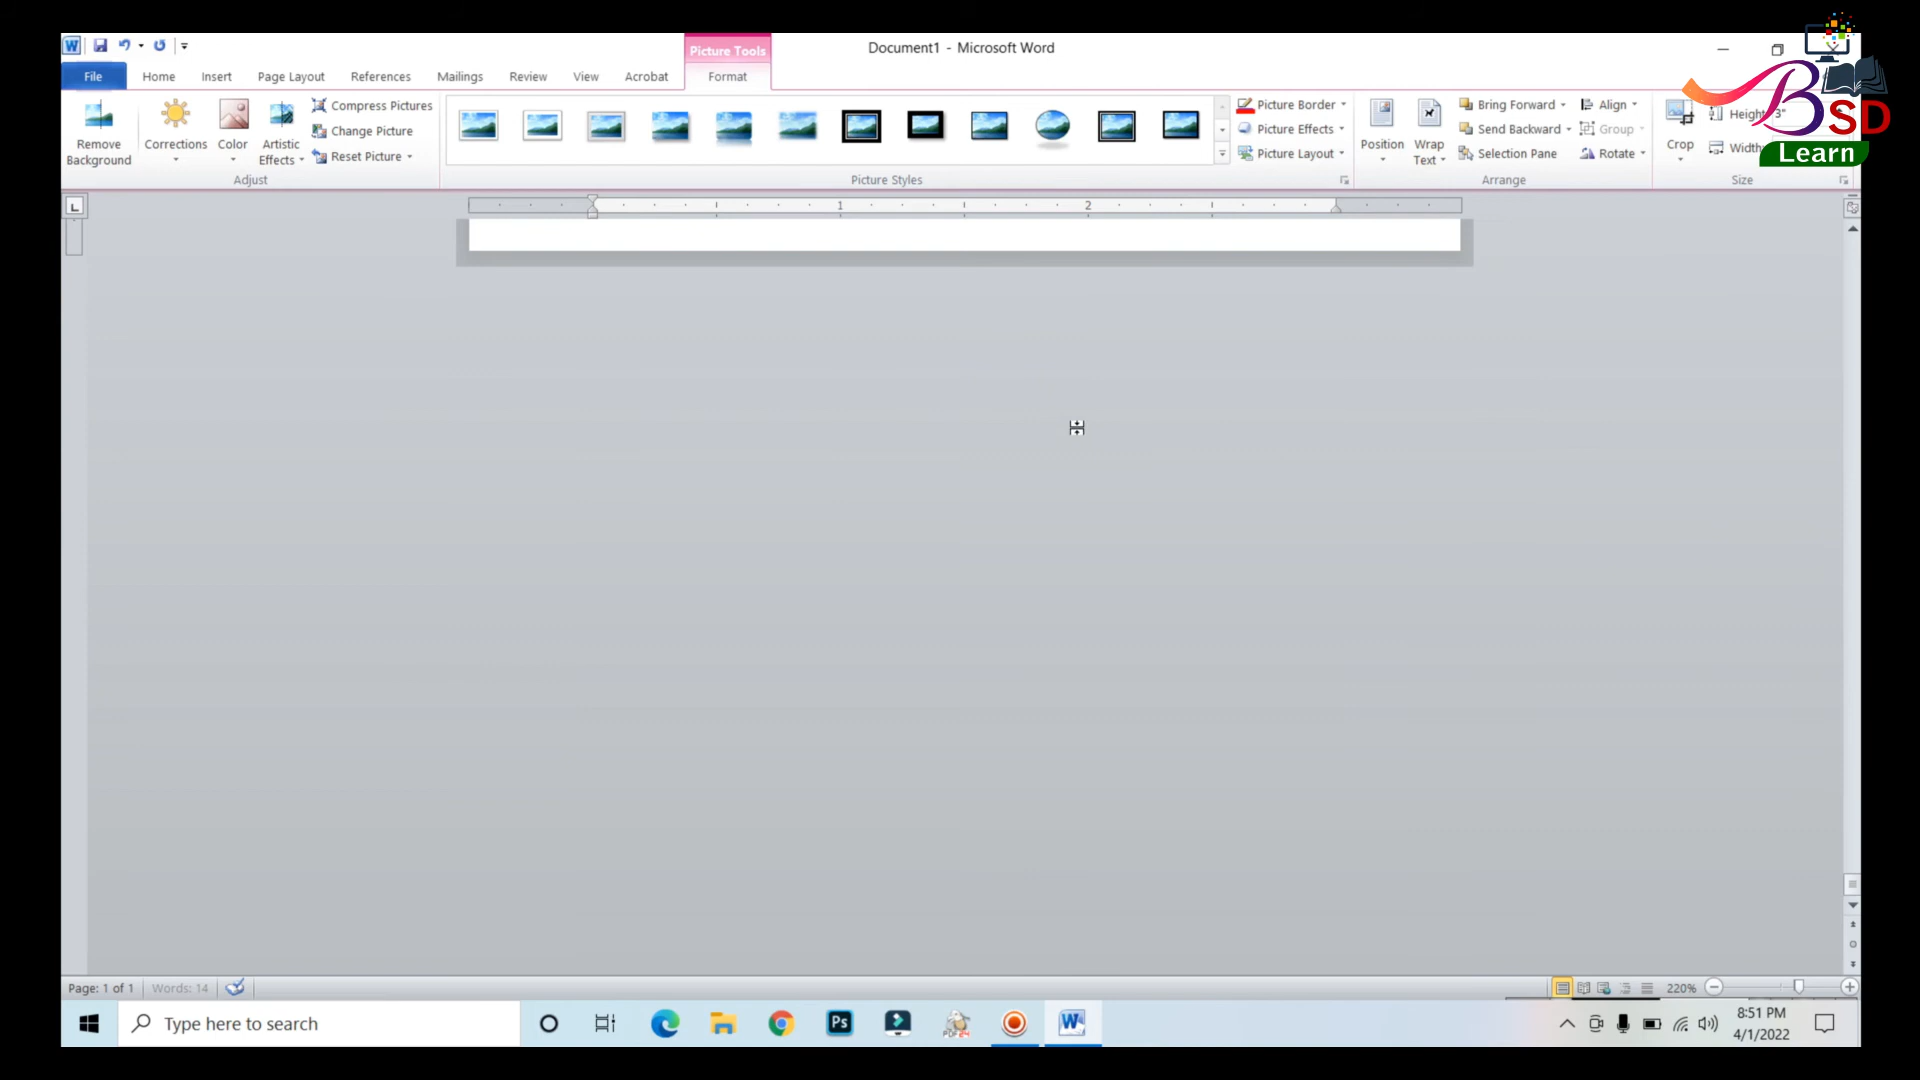 Picture Tools
Document1 - Microsoft Word
File Home Insert Page Layout References Mailings Review View Acrobat Format
Remove Background
Corrections
Color
Artistic Effects
Compress Pictures
Change Picture
Reset Picture
Adjust
Picture Styles
Picture Border
Picture Effects
Picture Layout
Position
Wrap Text
Bring Forward
Send Backward
Selection Pane
Align
Group
Rotate
Arrange
Crop
Height 3"
Width
Size
BSD
Learn
L
1 2
Page: 1 of 1 Words: 14
220%
Type here to search
Ps
PDF24
W
8:51 PM
4/1/2022